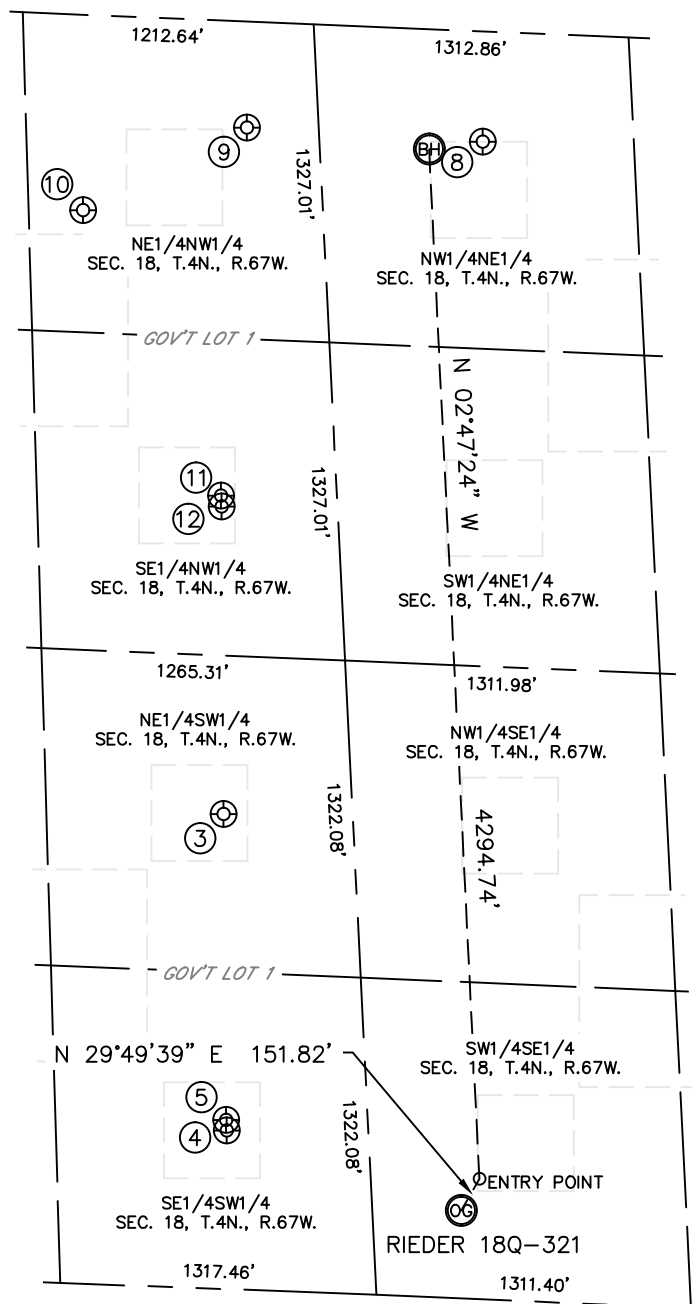 1212.64'
1312.86'
1327.01'
9
BH
8
10
NE1/4NW1/4
SEC. 18, T.4N., R.67W.
NW1/4NE1/4
SEC. 18, T.4N., R.67W.
GOV'T LOT 1
N 02°47'24" W
11
12
1327.01'
SE1/4NW1/4
SEC. 18, T.4N., R.67W.
SW1/4NE1/4
SEC. 18, T.4N., R.67W.
1265.31'
1311.98'
NE1/4SW1/4
SEC. 18, T.4N., R.67W.
NW1/4SE1/4
SEC. 18, T.4N., R.67W.
3
1322.08'
4294.74'
GOV'T LOT 1
N 29°49'39" E 151.82'
SW1/4SE1/4
SEC. 18, T.4N., R.67W.
5
4
1322.08'
ENTRY POINT
OG
SE1/4SW1/4
SEC. 18, T.4N., R.67W.
RIEDER 18Q-321
1317.46'
1311.40'